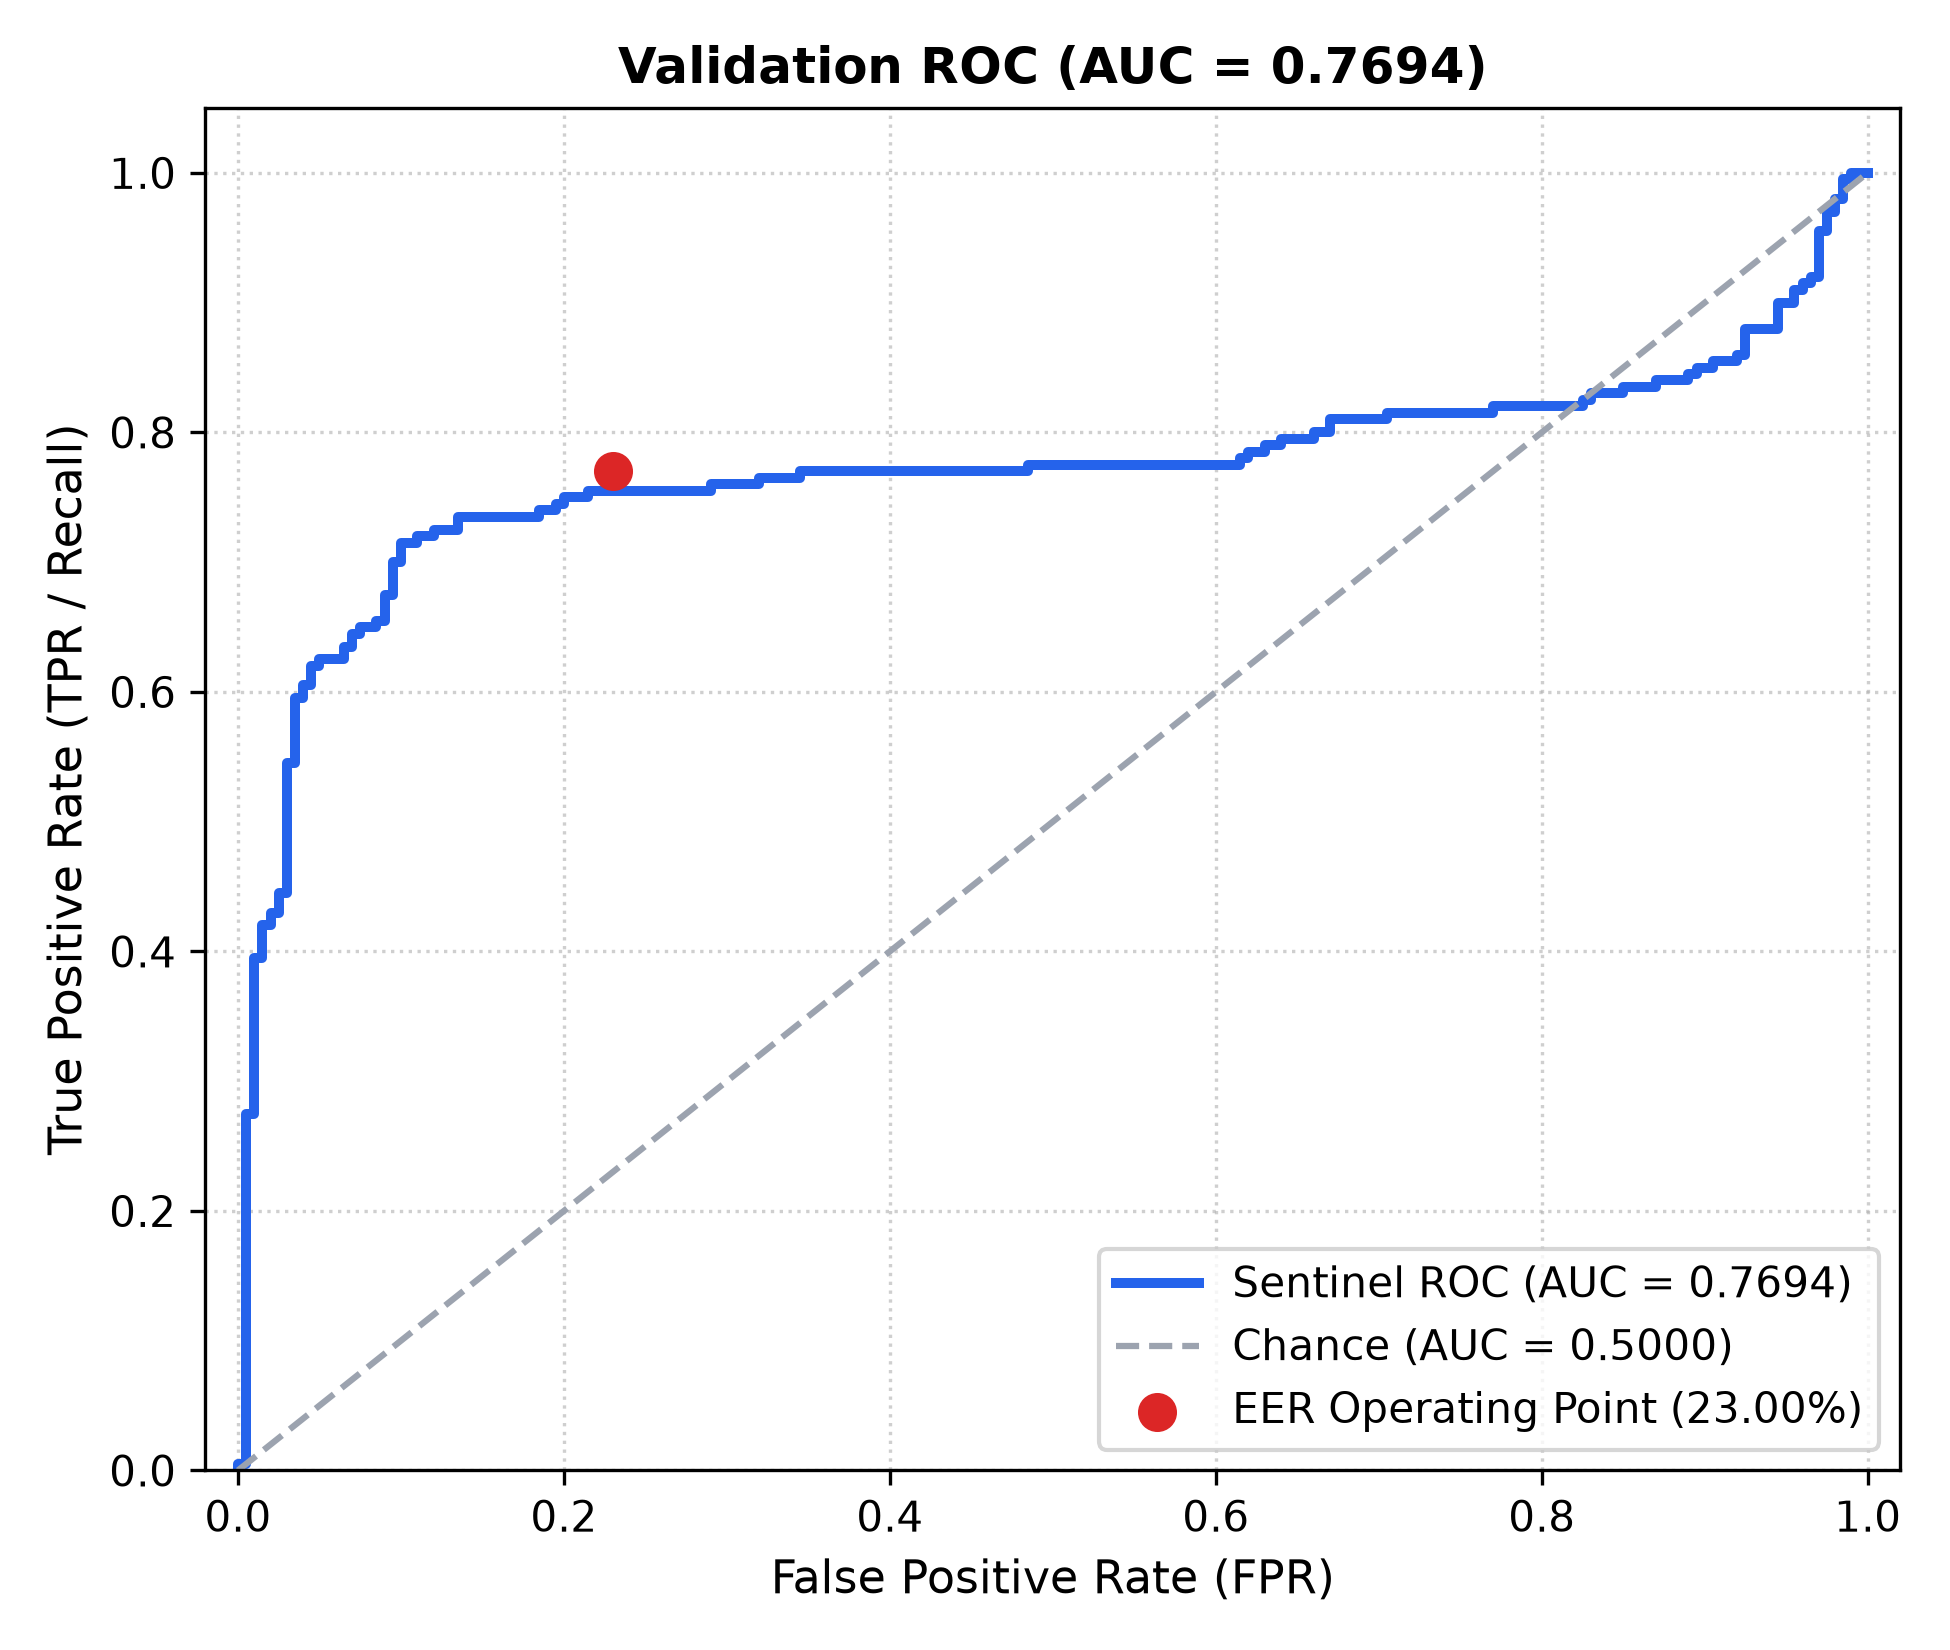 Validation ROC (AUC = 0.7694)
True Positive Rate (TPR / Recall)
1.0
0.8
0.6
0.4
0.2
0.0
0.0 0.2 0.4 0.6 0.8 1.0
False Positive Rate (FPR)
Sentinel ROC (AUC = 0.7694)
Chance (AUC = 0.5000)
EER Operating Point (23.00%)